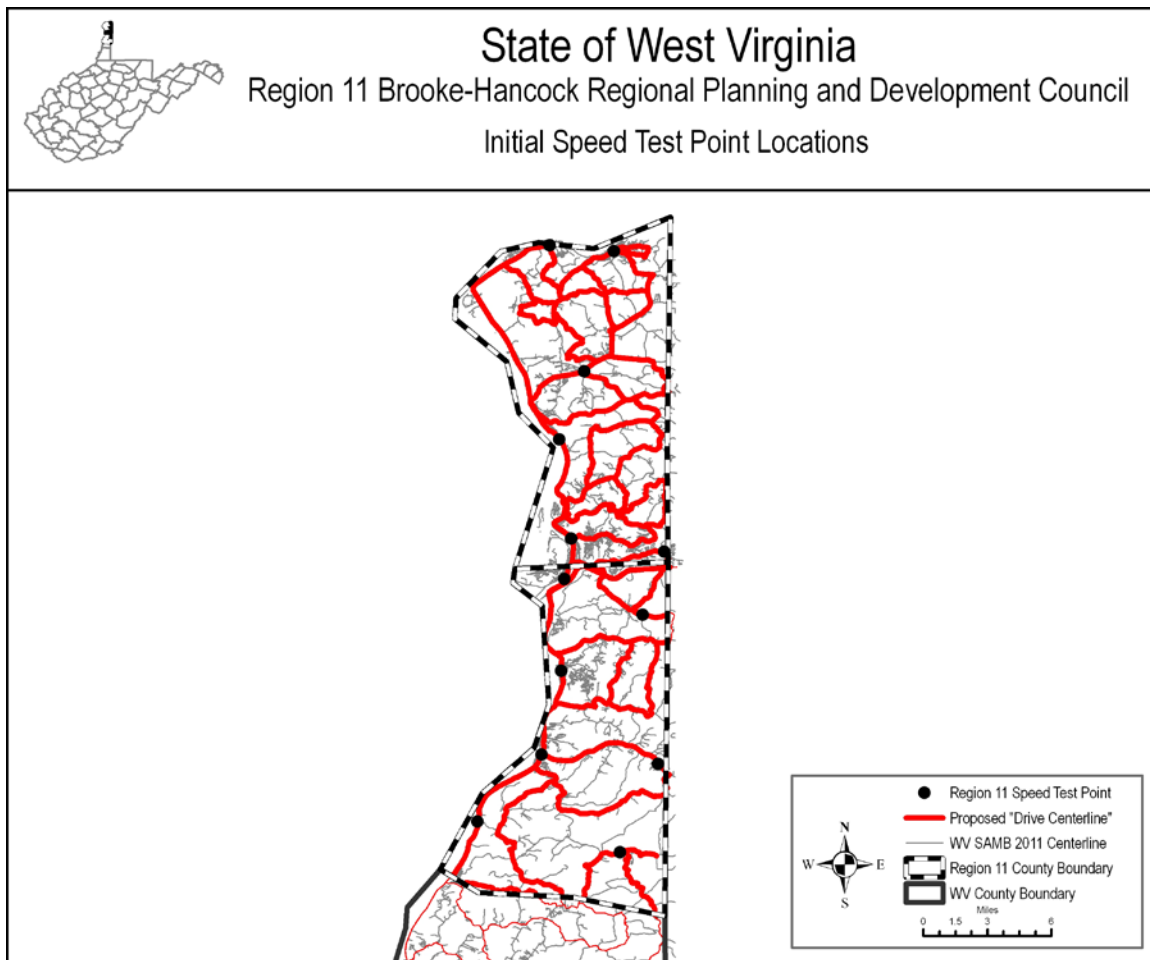 State of West Virginia
Region 11 Brooke-Hancock Regional Planning and Development Council
Initial Speed Test Point Locations
Region 11 Speed Test Point
Proposed "Drive Centerline"
WV SAMB 2011 Centerline
Region 11 County Boundary
WV County Boundary
N
W E
S
Miles
0 1.5 3 6